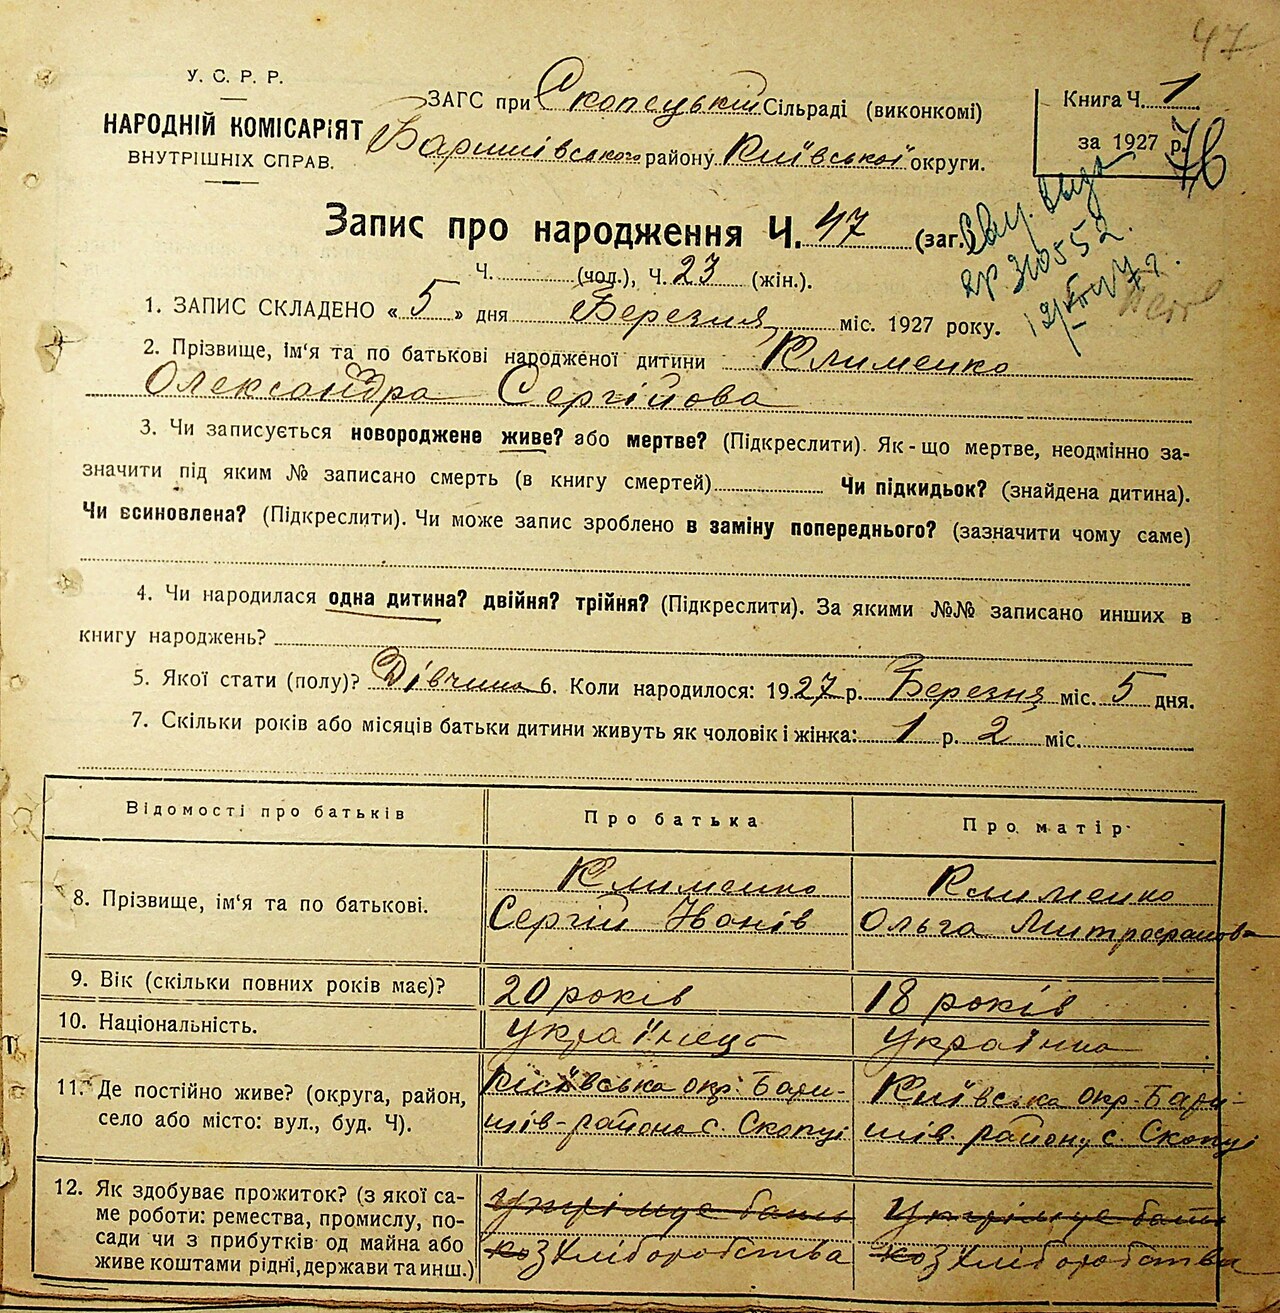 47
У. С. Р. Р.
НАРОДНІЙ КОМІСАРІЯТ
ВНУТРІШНІХ СПРАВ.
ЗАГС при Скопецькій Сільраді (виконкомі)
Баришівського району Київської округи.
Книга Ч. 1
за 1927 р.
76
Запис про народження Ч. 47 (заг.)
Ч. (чол.), Ч. 23 (жін.).
310552
1. ЗАПИС СКЛАДЕНО « 5 » дня Березня міс. 1927 року.
2. Прізвище, ім'я та по батькові народженої дитини Клименко
Олександра Сергійова
3. Чи записується новороджене живе? або мертве? (Підкреслити). Як-що мертве, неодмінно за-
значити під яким № записано смерть (в книгу смертей) Чи підкидьок? (знайдена дитина).
Чи всиновлена? (Підкреслити). Чи може запис зроблено в заміну попереднього? (зазначити чому саме)
4. Чи народилася одна дитина? двійня? трійня? (Підкреслити). За якими №№ записано инших в
книгу народжень?
5. Якої стати (полу)? Дівчина 6. Коли народилося: 1927 р. Березня міс. 5 дня.
7. Скільки років або місяців батьки дитини живуть як чоловік і жінка: 1 р. 2 міс.
Відомості про батьків Про батька Про матір
8. Прізвище, ім'я та по батькові. Клименко Сергій Іванів Клименко Ольга Митрофанова
9. Вік (скільки повних років має)? 20 років 18 років
10. Національність. Українець Українка
11. Де постійно живе? (округа, район, село або місто: вул., буд. Ч). Київська окр. Бари-шів-району с. Скопці Київська окр. Бари-шів. району с. Скопці
12. Як здобуває прожиток? (з якої са-ме роботи: ремества, промислу, по-сади чи з прибутків од майна або живе коштами рідні, держави та инш.) з хліборобства з хліборобства